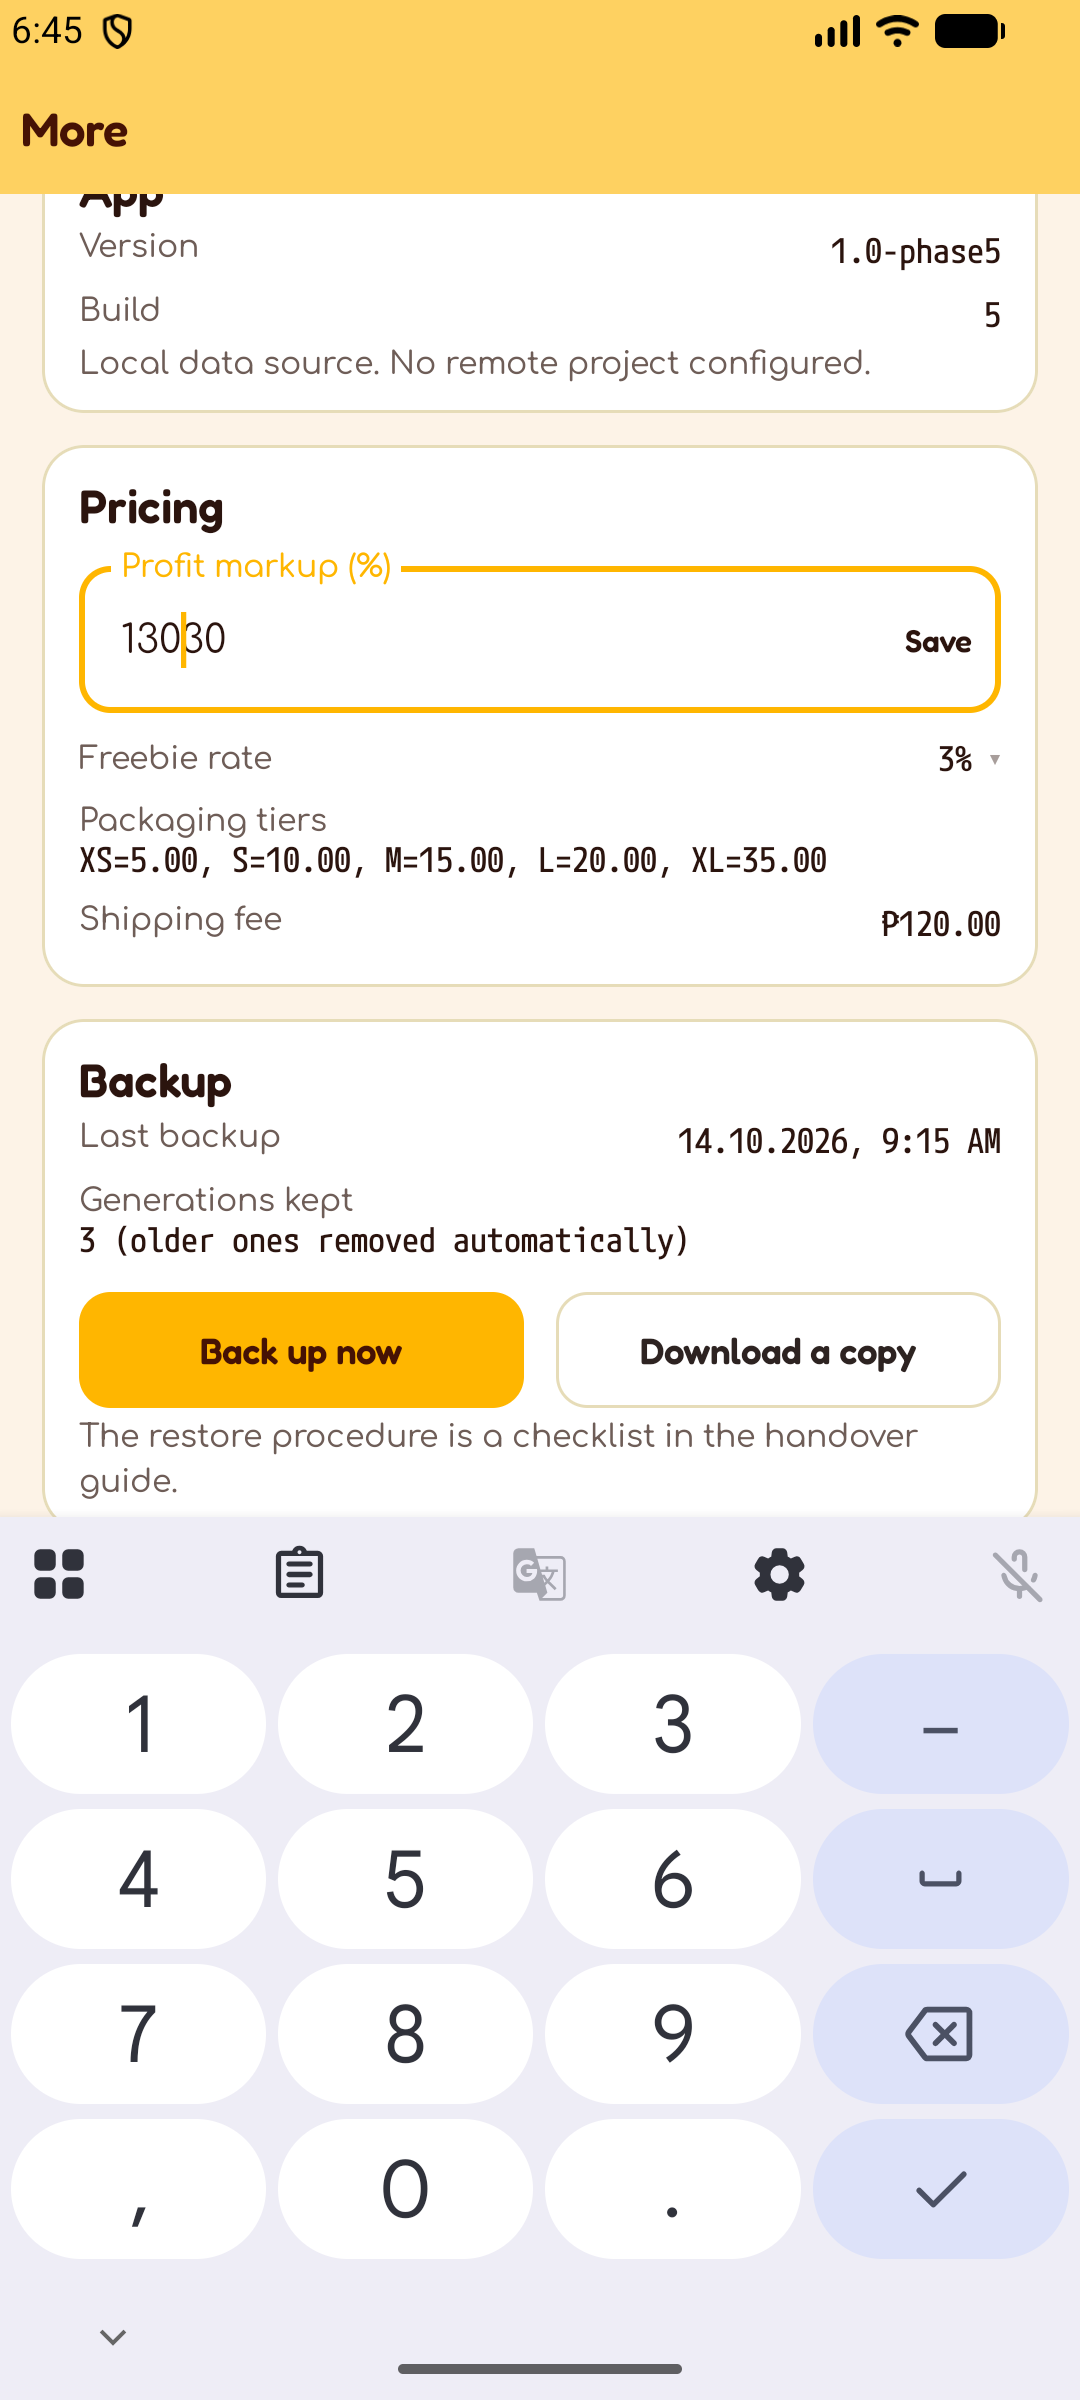 6:45
More
App
Version 1.0-phase5
Build 5
Local data source. No remote project configured.
Pricing
Profit markup (%)
13030 Save
Freebie rate 3% ▼
Packaging tiers
XS=5.00, S=10.00, M=15.00, L=20.00, XL=35.00
Shipping fee ₱120.00
Backup
Last backup 14.10.2026, 9:15 AM
Generations kept
3 (older ones removed automatically)
Back up now Download a copy
The restore procedure is a checklist in the handover
guide.
1 2 3 –
4 5 6
7 8 9
, 0 .